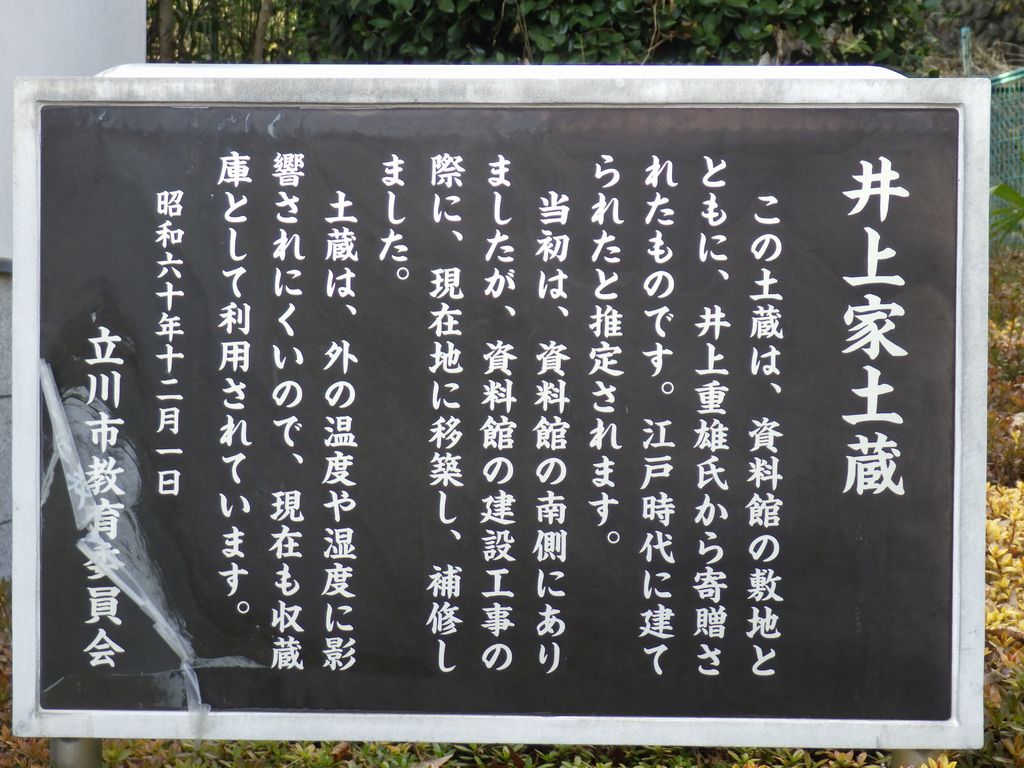 井上家土蔵
この土蔵は、資料館の敷地と
ともに、井上重雄氏から寄贈さ
れたものです。江戸時代に建て
られたと推定されます。
当初は、資料館の南側にあり
ましたが、資料館の建設工事の
際に、現在地に移築し、補修し
ました。
土蔵は、外の温度や湿度に影
響されにくいので、現在も収蔵
庫として利用されています。
昭和六十年十二月一日
立川市教育委員会